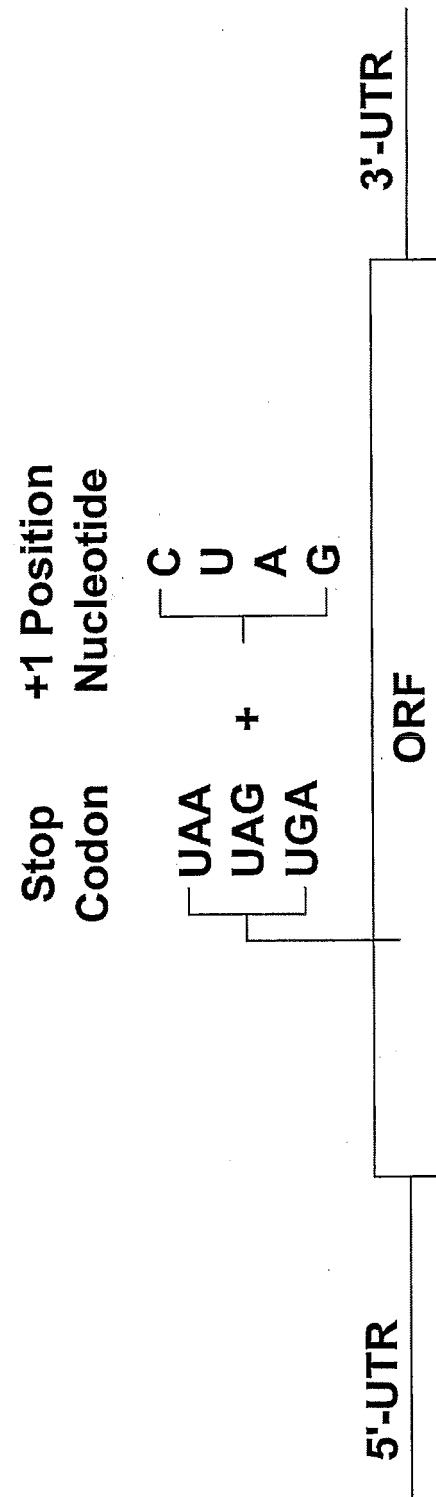 Stop +1 Position
Codon Nucleotide
UAA C
UAG + U
UGA A
G
5'-UTR ORF 3'-UTR